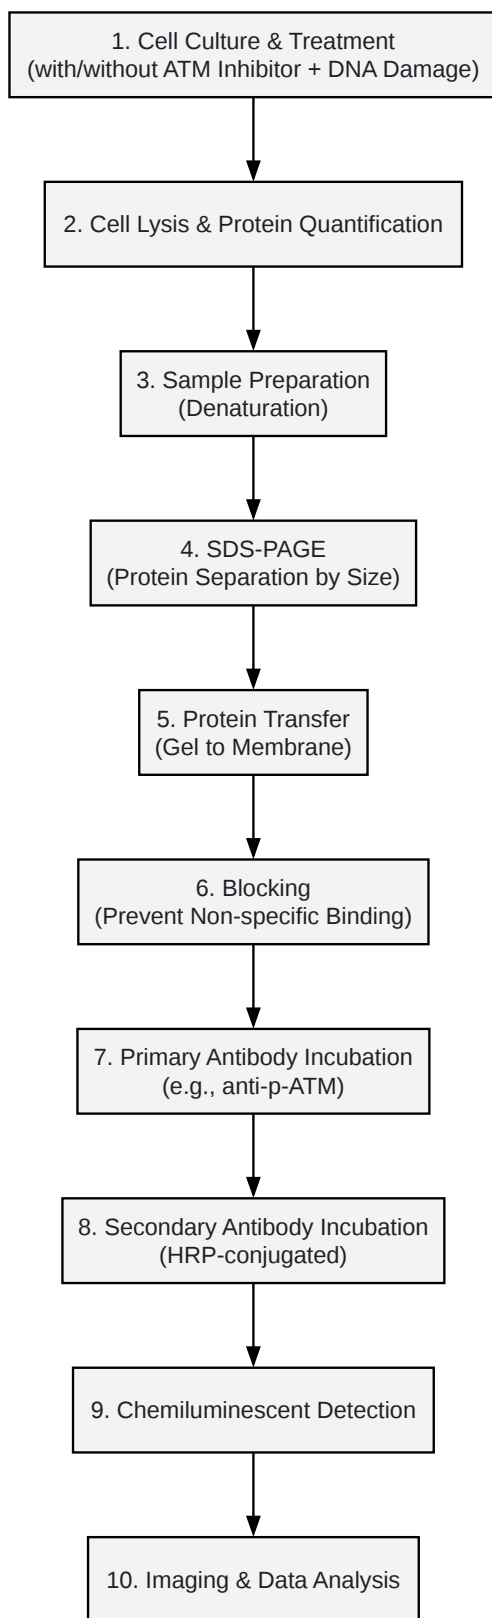 1. Cell Culture & Treatment
(with/without ATM Inhibitor + DNA Damage)
2. Cell Lysis & Protein Quantification
3. Sample Preparation
(Denaturation)
4. SDS-PAGE
(Protein Separation by Size)
5. Protein Transfer
(Gel to Membrane)
6. Blocking
(Prevent Non-specific Binding)
7. Primary Antibody Incubation
(e.g., anti-p-ATM)
8. Secondary Antibody Incubation
(HRP-conjugated)
9. Chemiluminescent Detection
10. Imaging & Data Analysis